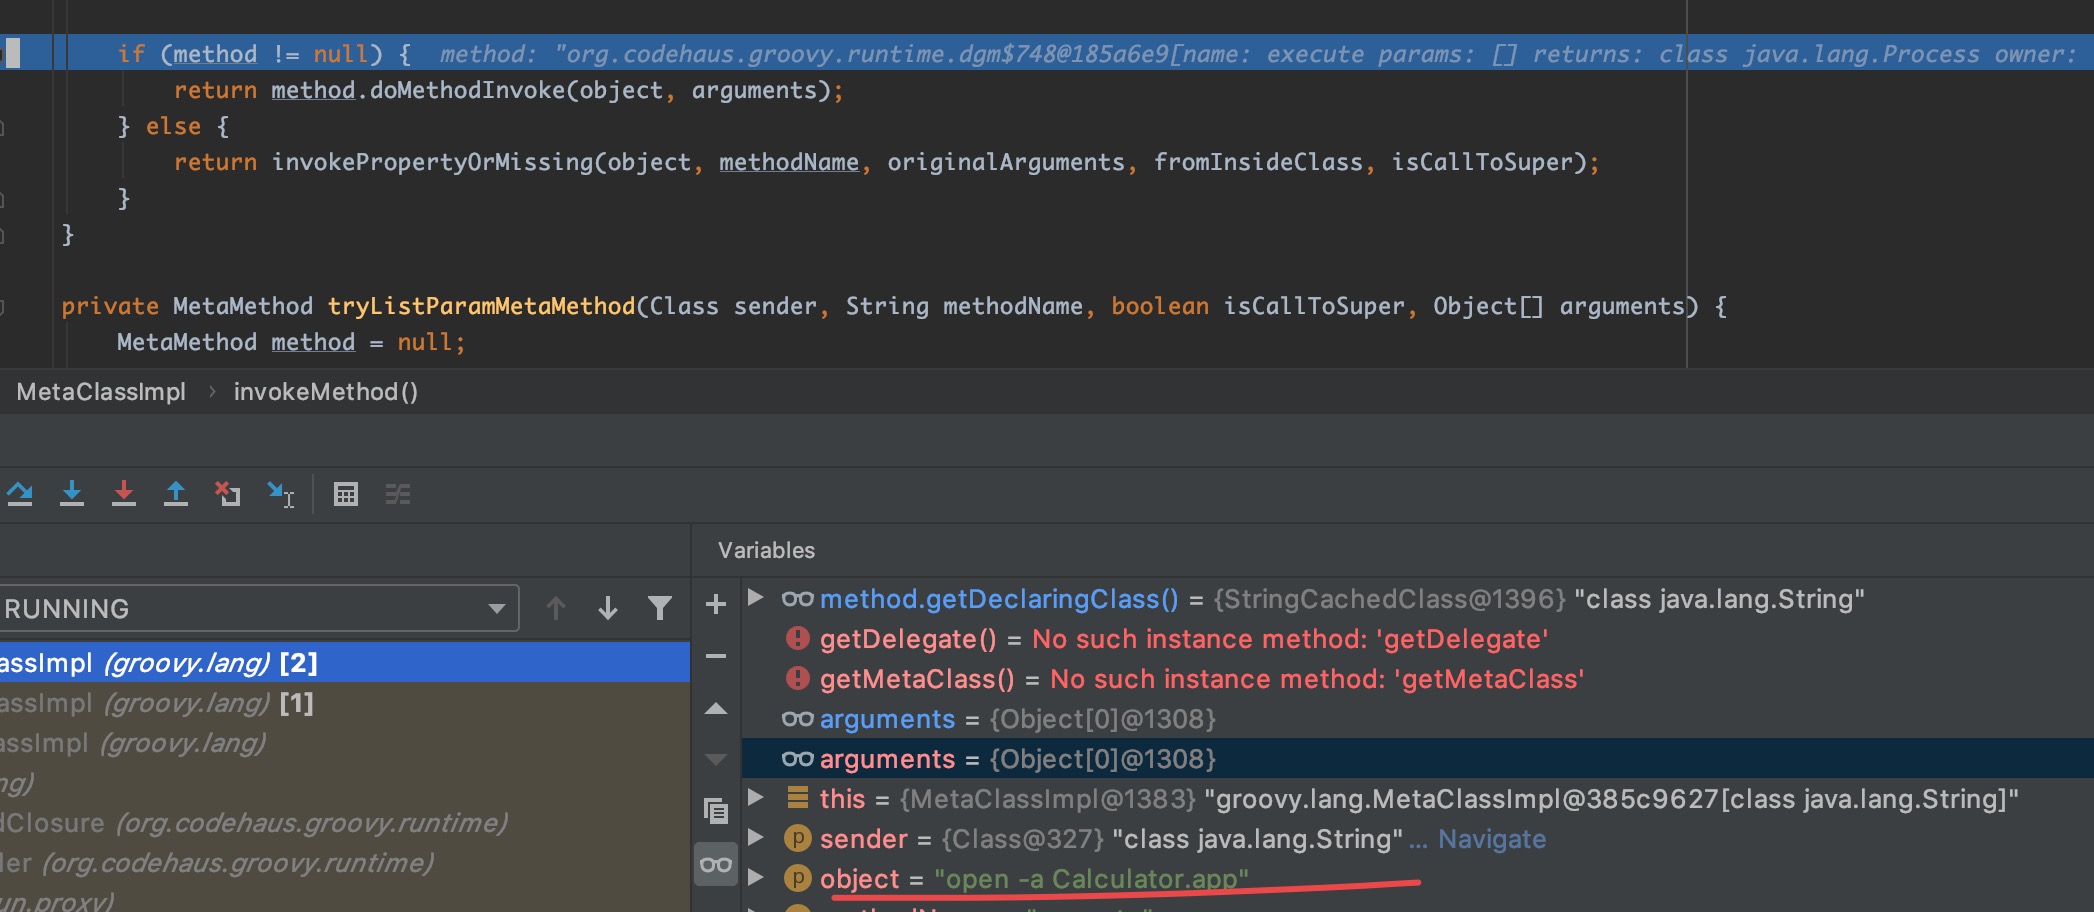 if (method != null) { method: "org.codehaus.groovy.runtime.dgm$748@185a6e9[name: execute params: [] returns: class java.lang.Process owner:
return method.doMethodInvoke(object, arguments);
} else {
return invokePropertyOrMissing(object, methodName, originalArguments, fromInsideClass, isCallToSuper);
}
}
private MetaMethod tryListParamMetaMethod(Class sender, String methodName, boolean isCallToSuper, Object[] arguments) {
MetaMethod method = null;
MetaClassImpl › invokeMethod()
Variables
RUNNING
assImpl (groovy.lang) [2]
assImpl (groovy.lang) [1]
assImpl (groovy.lang)
ng)
dClosure (org.codehaus.groovy.runtime)
ler (org.codehaus.groovy.runtime)
un.proxy)
method.getDeclaringClass() = {StringCachedClass@1396} "class java.lang.String"
getDelegate() = No such instance method: 'getDelegate'
getMetaClass() = No such instance method: 'getMetaClass'
arguments = {Object[0]@1308}
arguments = {Object[0]@1308}
this = {MetaClassImpl@1383} "groovy.lang.MetaClassImpl@385c9627[class java.lang.String]"
sender = {Class@327} "class java.lang.String" ... Navigate
object = "open -a Calculator.app"